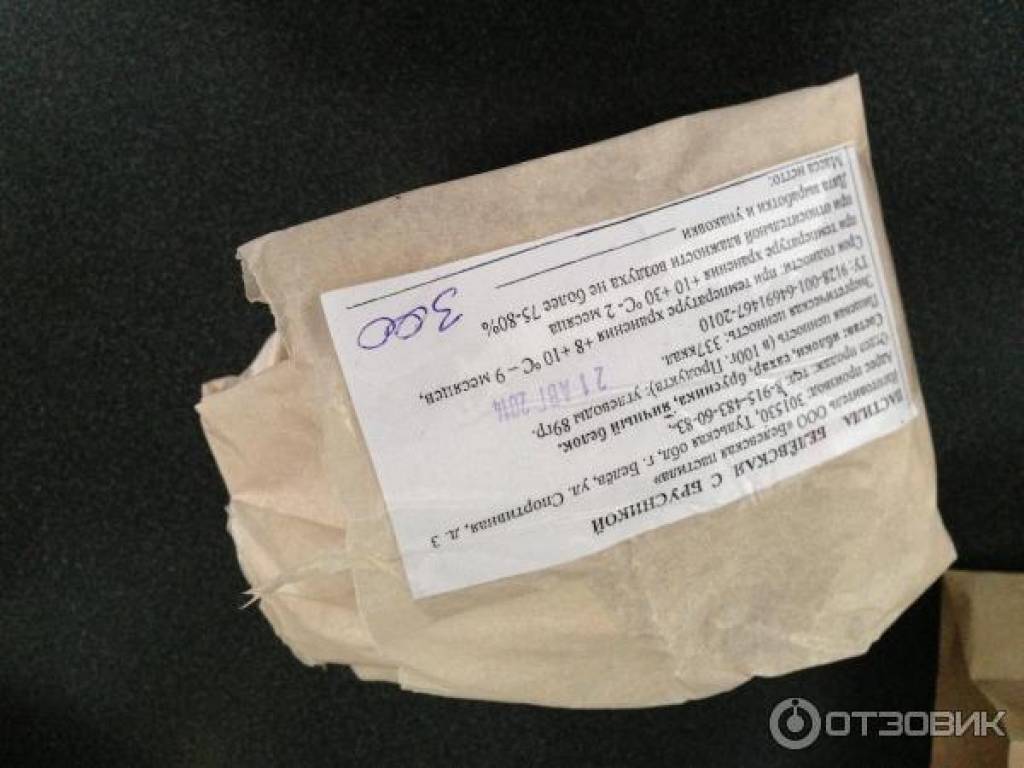 ПАСТИЛА БЕЛЁВСКАЯ С БРУСНИКОЙ
Изготовитель ООО «Белевская пастила»
Адрес производ: 301530, Тульская обл, г. Белёв, ул. Спортивная, д. 3
Отдел продаж: тел. 8-915-483-60-83,
Состав: яблоки, сахар, брусника, яичный белок.
Пищевая ценность (в 100г. Продукта): углеводы 89гр.
Энергетическая ценность: 337ккал.
ТУ: 9128-001-64691467-2010
21 АВГ 2014
Срок годности: при температуре хранения +8 +10 °С – 9 месяцев,
при температуре хранения +10 +30 °С- 2 месяца
при относительной влажности воздуха не более 75-80%
Дата выработки и упаковки
Масса нетто:
300
ОТЗОВИК